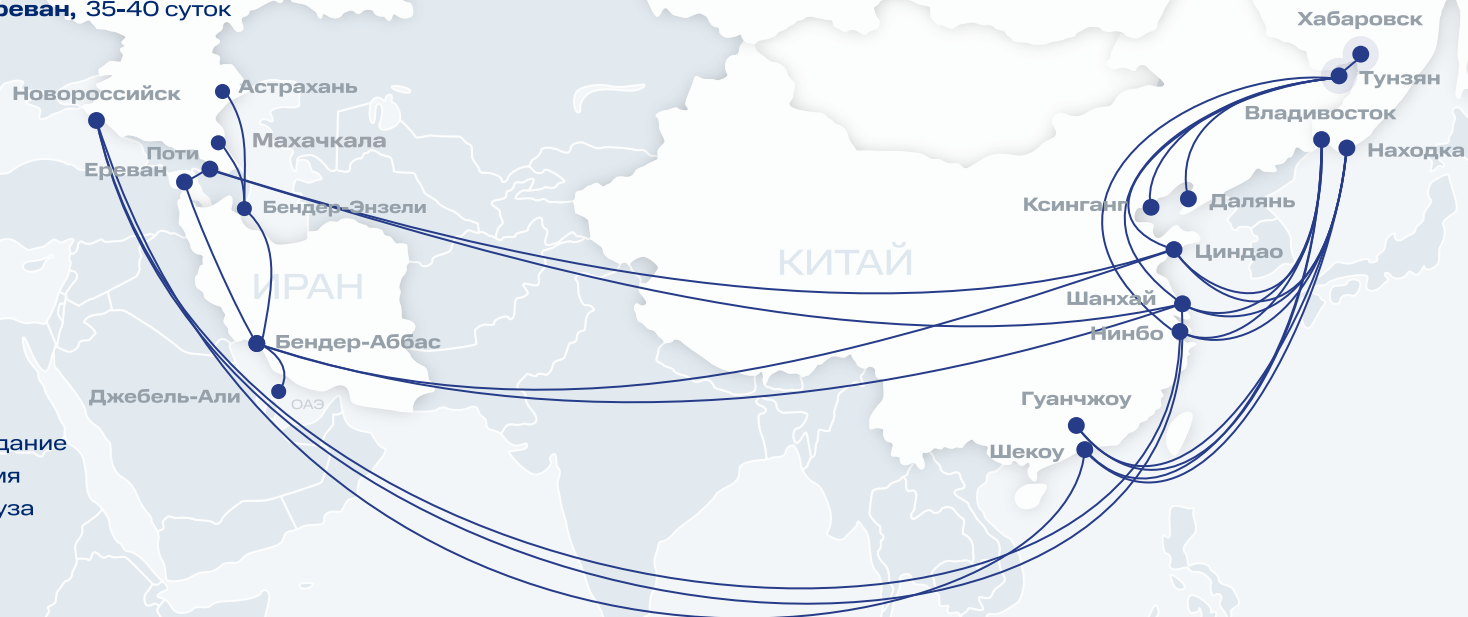 реван, 35-40 суток
Хабаровск
Тунзян
Астрахань
Новороссийск
Владивосток
Махачкала
Находка
Поти
Ереван
Ксинганг
Далянь
Бендер-Энзели
Циндао
КИТАЙ
ИРАН
Шанхай
Нинбо
Бендер-Аббас
Джебель-Али
ОАЭ
Гуанчжоу
дание
Шекоу
ия
уза